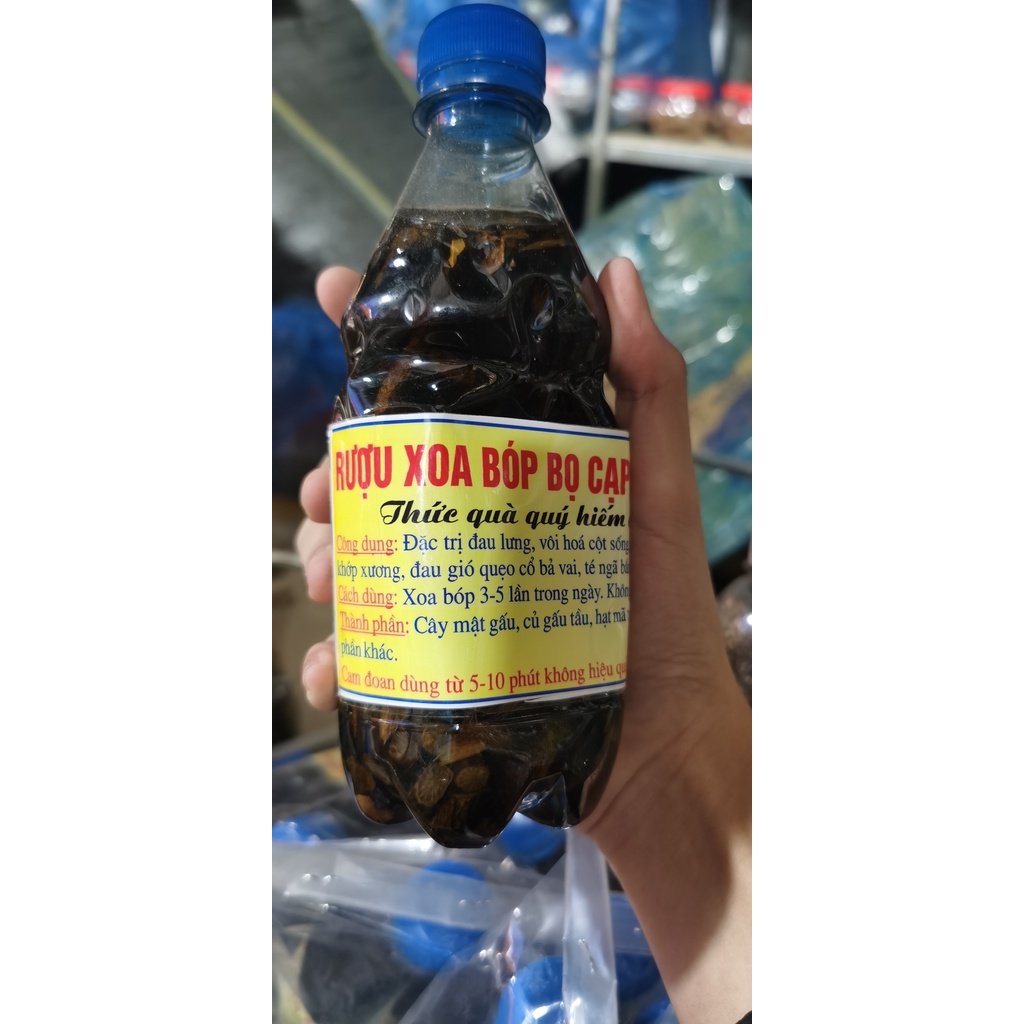 RƯỢU XOA BÓP BỌ CẠP
Thức quà quý hiếm
Công dụng: Đặc trị đau lưng, vôi hoá cột sống
khớp xương, đau gió quẹo cổ bả vai, té ngã
Cách dùng: Xoa bóp 3-5 lần trong ngày. Không
Thành phần: Cây mật gấu, củ gấu tầu, hạt mã
phần khác.
Cam đoan dùng từ 5-10 phút không hiệu